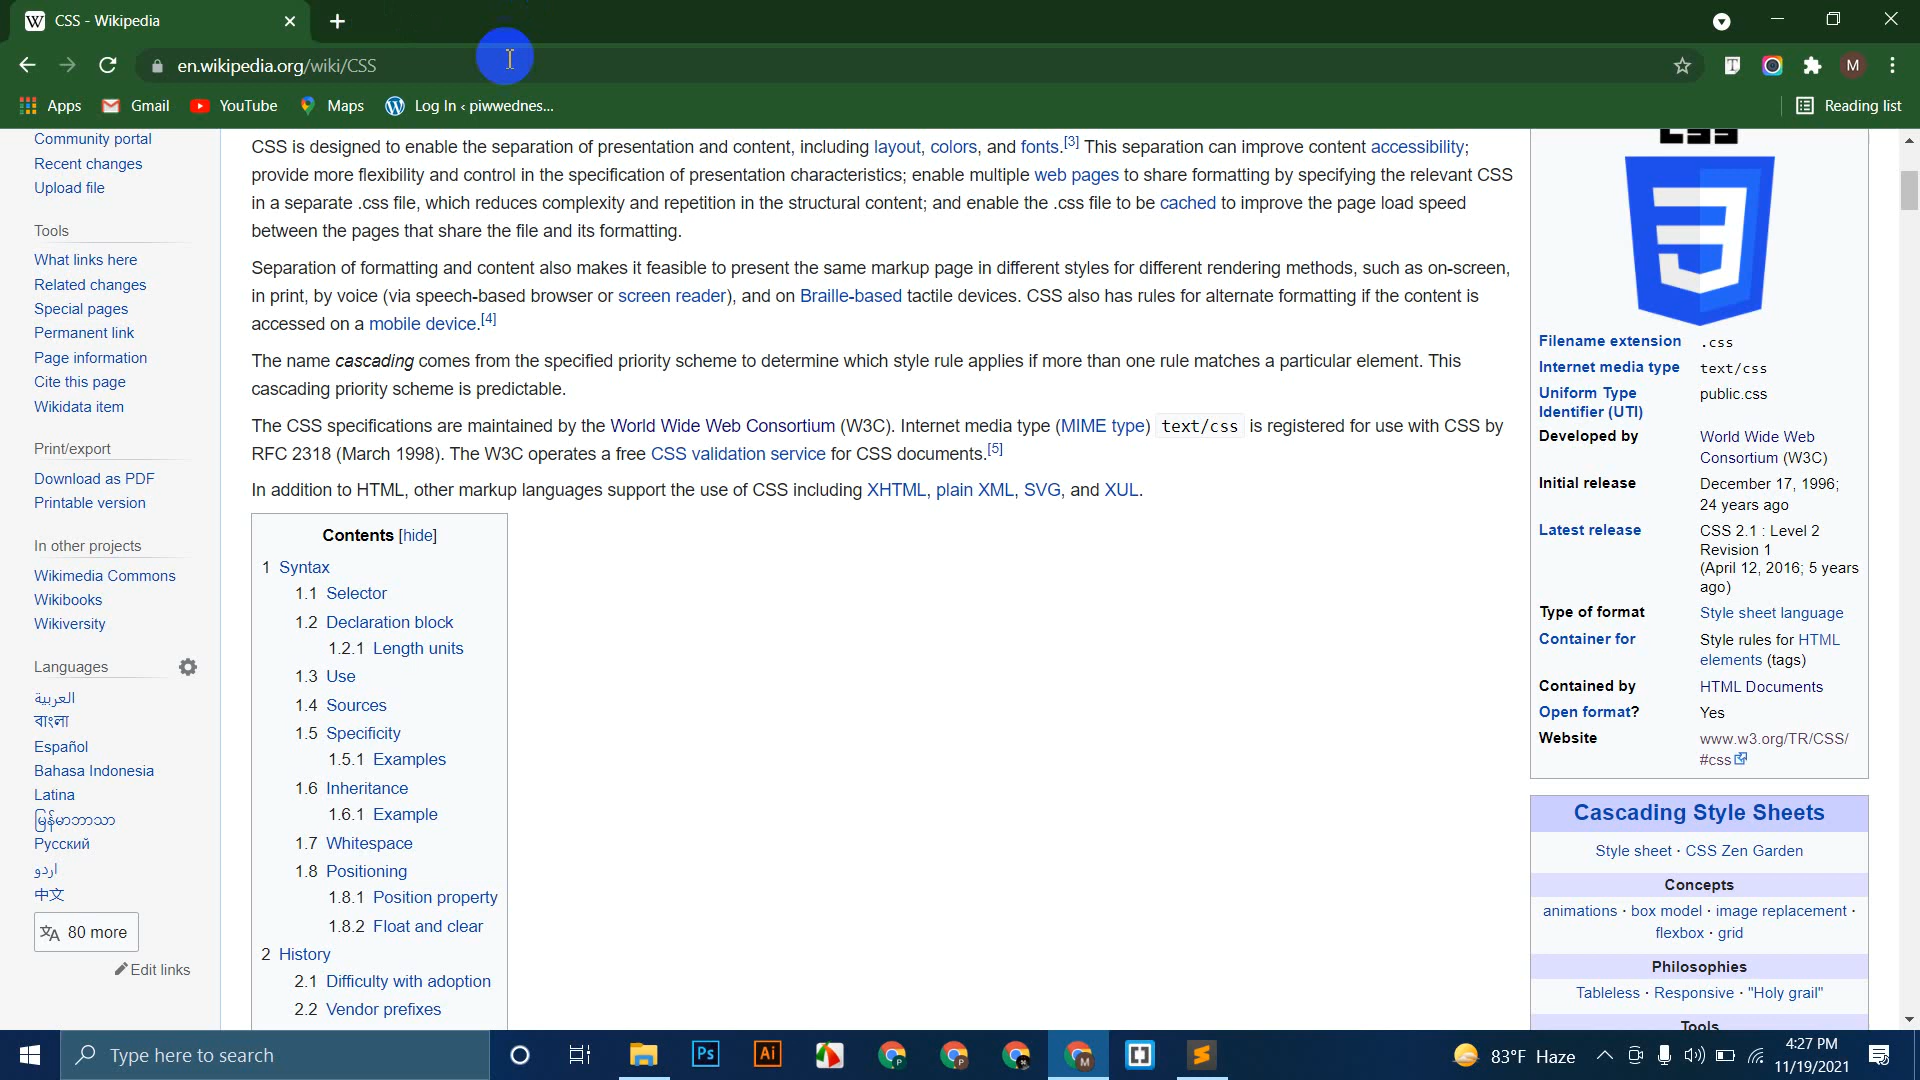 CSS - Wikipedia
en.wikipedia.org/wiki/CSS
M
Apps
Gmail
YouTube
Maps
Log In ‹ piwwednes...
Reading list
Community portal
Recent changes
Upload file
Tools
What links here
Related changes
Special pages
Permanent link
Page information
Cite this page
Wikidata item
Print/export
Download as PDF
Printable version
In other projects
Wikimedia Commons
Wikibooks
Wikiversity
Languages
العربية
বাংলা
Español
Bahasa Indonesia
Latina
မြန်မာဘာသာ
Русский
اردو
中文
80 more
Edit links
CSS is designed to enable the separation of presentation and content, including layout, colors, and fonts.[3] This separation can improve content accessibility;
provide more flexibility and control in the specification of presentation characteristics; enable multiple web pages to share formatting by specifying the relevant CSS
in a separate .css file, which reduces complexity and repetition in the structural content; and enable the .css file to be cached to improve the page load speed
between the pages that share the file and its formatting.
Separation of formatting and content also makes it feasible to present the same markup page in different styles for different rendering methods, such as on-screen,
in print, by voice (via speech-based browser or screen reader), and on Braille-based tactile devices. CSS also has rules for alternate formatting if the content is
accessed on a mobile device.[4]
The name cascading comes from the specified priority scheme to determine which style rule applies if more than one rule matches a particular element. This
cascading priority scheme is predictable.
The CSS specifications are maintained by the World Wide Web Consortium (W3C). Internet media type (MIME type) text/css is registered for use with CSS by
RFC 2318 (March 1998). The W3C operates a free CSS validation service for CSS documents.[5]
In addition to HTML, other markup languages support the use of CSS including XHTML, plain XML, SVG, and XUL.
Contents [hide]
1 Syntax
1.1 Selector
1.2 Declaration block
1.2.1 Length units
1.3 Use
1.4 Sources
1.5 Specificity
1.5.1 Examples
1.6 Inheritance
1.6.1 Example
1.7 Whitespace
1.8 Positioning
1.8.1 Position property
1.8.2 Float and clear
2 History
2.1 Difficulty with adoption
2.2 Vendor prefixes
CSS
Filename extension .css
Internet media type text/css
Uniform Type public.css
Identifier (UTI)
Developed by World Wide Web
Consortium (W3C)
Initial release December 17, 1996;
24 years ago
Latest release CSS 2.1 : Level 2
Revision 1
(April 12, 2016; 5 years
ago)
Type of format Style sheet language
Container for Style rules for HTML
elements (tags)
Contained by HTML Documents
Open format? Yes
Website www.w3.org/TR/CSS/
#css
Cascading Style Sheets
Style sheet · CSS Zen Garden
Concepts
animations · box model · image replacement ·
flexbox · grid
Philosophies
Tableless · Responsive · "Holy grail"
Tools
Type here to search
Ps
Ai
83°F Haze
4:27 PM
11/19/2021